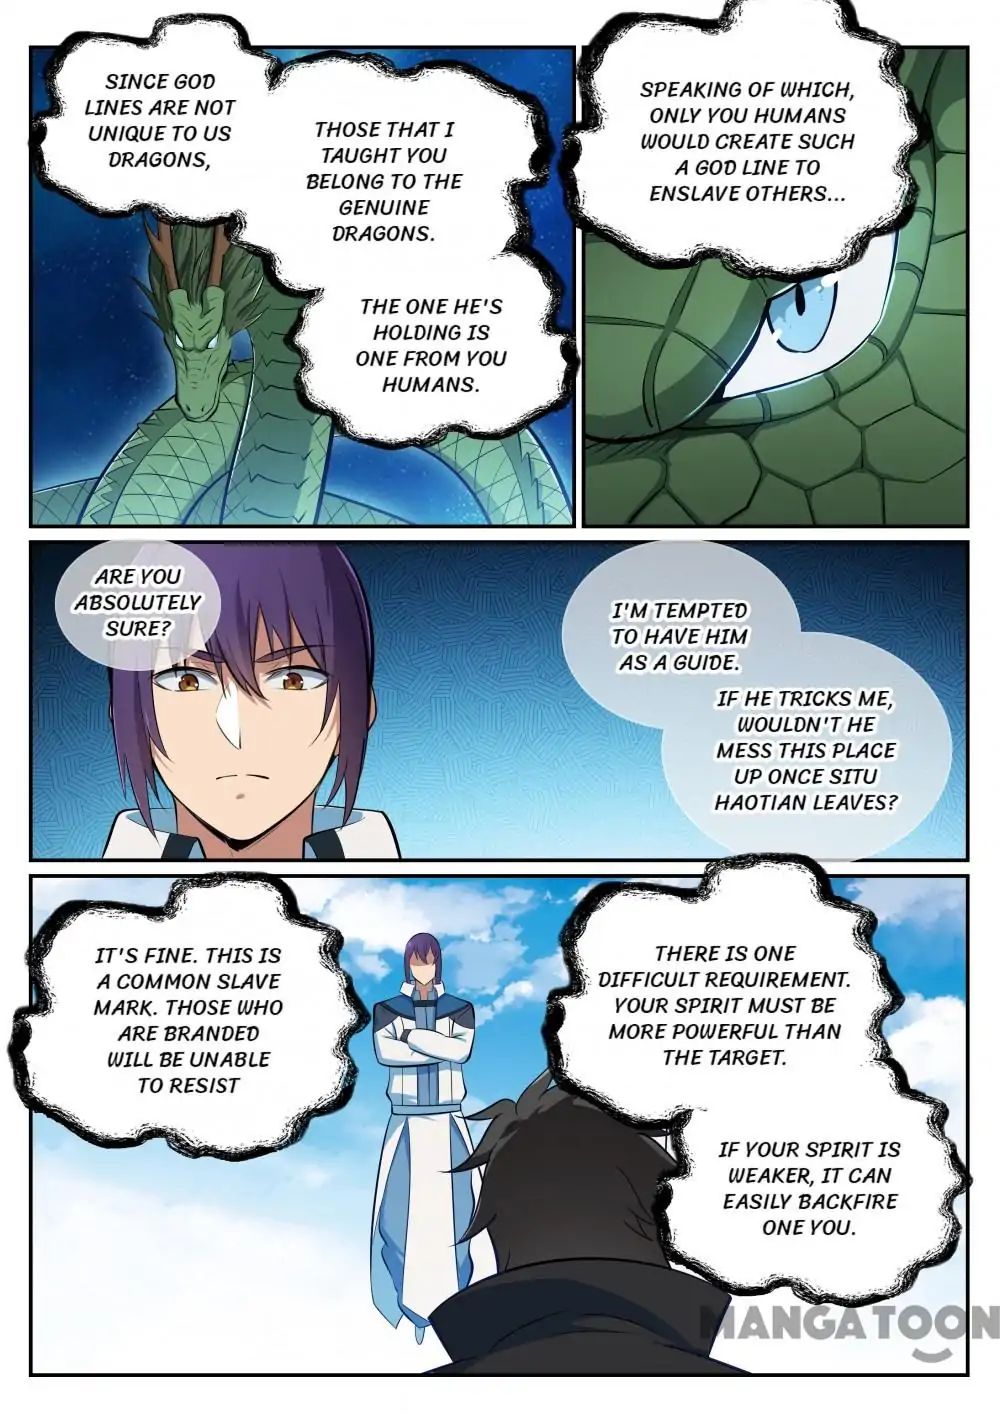 SINCE GOD
LINES ARE NOT
UNIQUE TO US
DRAGONS,
THOSE THAT I
TAUGHT YOU
BELONG TO THE
GENUINE
DRAGONS.
THE ONE HE'S
HOLDING IS
ONE FROM YOU
HUMANS.
SPEAKING OF WHICH,
ONLY YOU HUMANS
WOULD CREATE SUCH
A GOD LINE TO
ENSLAVE OTHERS...
ARE YOU
ABSOLUTELY
SURE?
I'M TEMPTED
TO HAVE HIM
AS A GUIDE.
IF HE TRICKS ME,
WOULDN'T HE
MESS THIS PLACE
UP ONCE SITU
HAOTIAN LEAVES?
IT'S FINE. THIS IS
A COMMON SLAVE
MARK. THOSE WHO
ARE BRANDED
WILL BE UNABLE
TO RESIST
THERE IS ONE
DIFFICULT REQUIREMENT.
YOUR SPIRIT MUST BE
MORE POWERFUL THAN
THE TARGET.
IF YOUR SPIRIT IS
WEAKER, IT CAN
EASILY BACKFIRE
ONE YOU.
MANGATOON